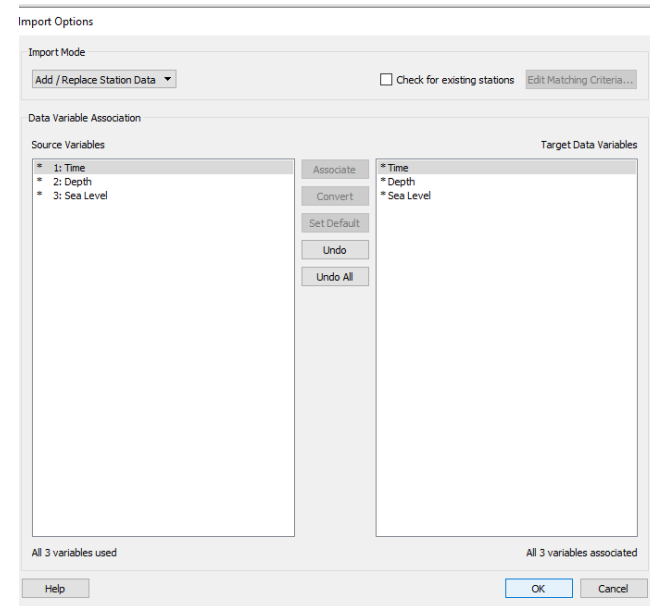 Import Options
Import Mode
Add / Replace Station Data
Check for existing stations
Edit Matching Criteria...
Data Variable Association
Source Variables
Target Data Variables
* 1: Time
* 2: Depth
* 3: Sea Level
Associate
Convert
Set Default
Undo
Undo All
* Time
* Depth
* Sea Level
All 3 variables used
All 3 variables associated
Help
OK
Cancel